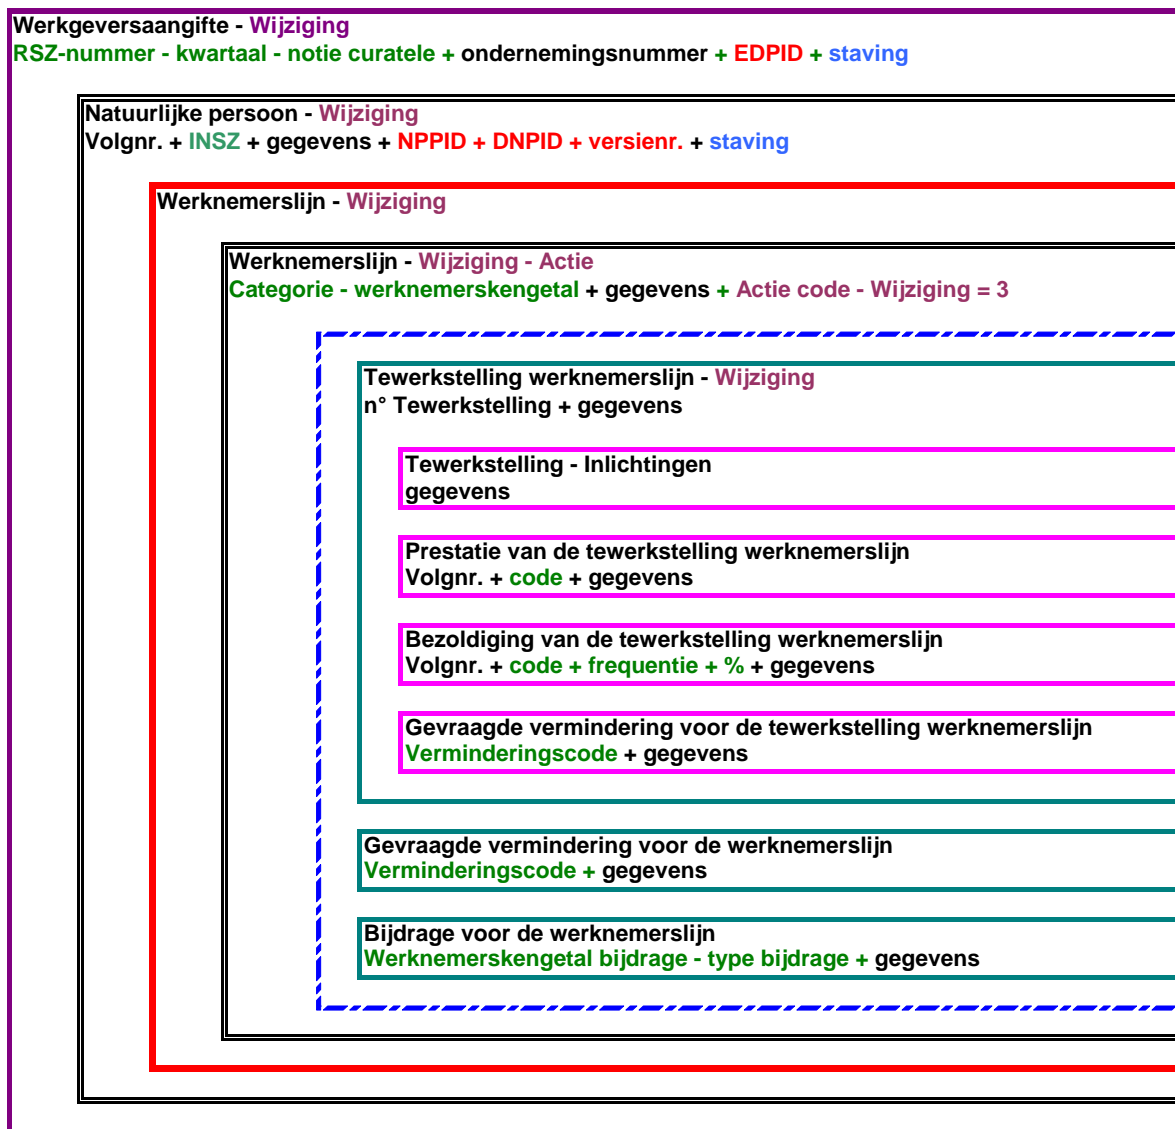 Werkgeversaangifte - Wijziging
RSZ-nummer - kwartaal - notie curatele + ondernemingsnummer + EDPID + staving
Natuurlijke persoon - Wijziging
Volgnr. + INSZ + gegevens + NPPID + DNPID + versienr. + staving
Werknemerslijn - Wijziging
Werknemerslijn - Wijziging - Actie
Categorie - werknemerskengetal + gegevens + Actie code - Wijziging = 3
Tewerkstelling werknemerslijn - Wijziging
n° Tewerkstelling + gegevens
Tewerkstelling - Inlichtingen
gegevens
Prestatie van de tewerkstelling werknemerslijn
Volgnr. + code + gegevens
Bezoldiging van de tewerkstelling werknemerslijn
Volgnr. + code + frequentie + % + gegevens
Gevraagde vermindering voor de tewerkstelling werknemerslijn
Verminderingscode + gegevens
Gevraagde vermindering voor de werknemerslijn
Verminderingscode + gegevens
Bijdrage voor de werknemerslijn
Werknemerskengetal bijdrage - type bijdrage + gegevens